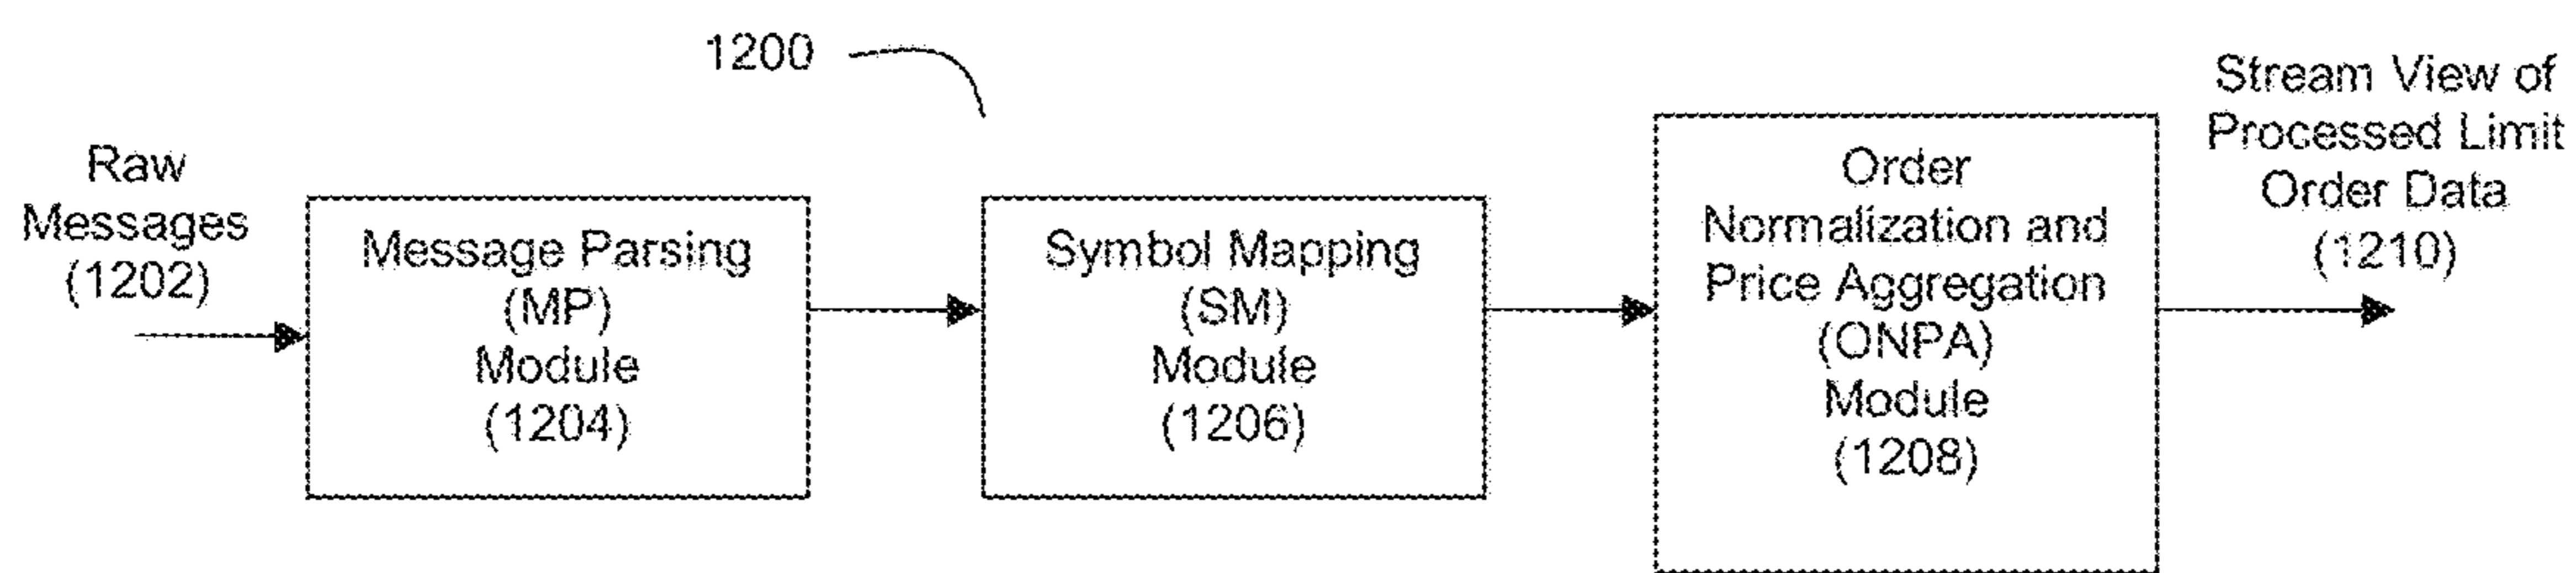 1200
Raw
Messages
(1202)
Message Parsing
(MP)
Module
(1204)
Symbol Mapping
(SM)
Module
(1206)
Order
Normalization and
Price Aggregation
(ONPA)
Module
(1208)
Stream View of
Processed Limit
Order Data
(1210)